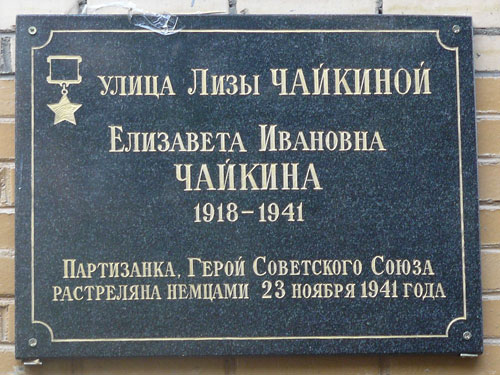 улица Лизы ЧАЙКИНОЙ
Елизавета Ивановна
ЧАЙКИНА
1918–1941
Партизанка, Герой Советского Союза
растреляна немцами 23 ноября 1941 года